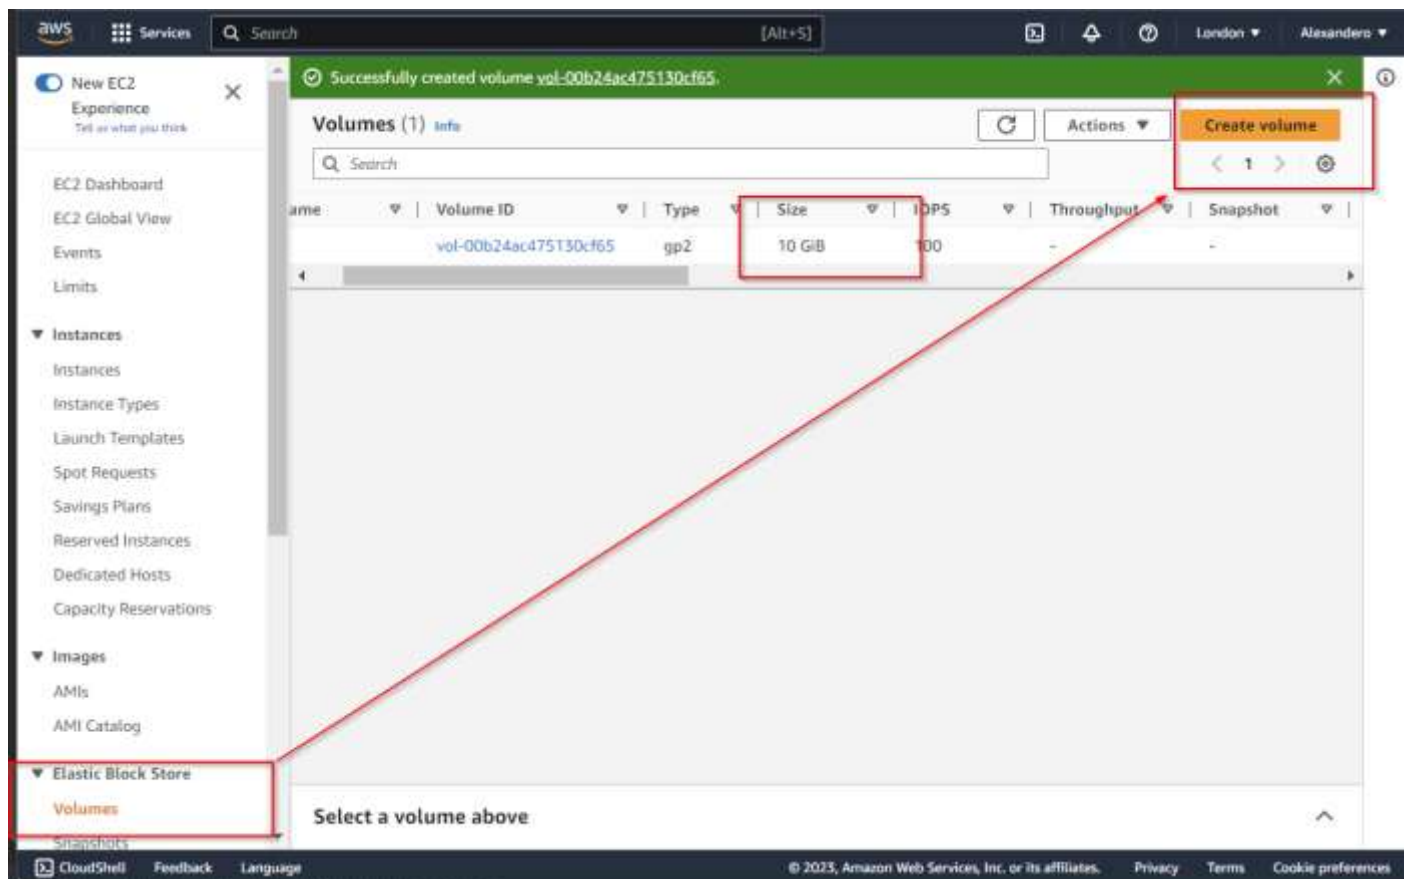 aws Services Search [Alt+S] London Alexandero
New EC2
Experience
Tell us what you think
EC2 Dashboard
EC2 Global View
Events
Limits
Instances
Instances
Instance Types
Launch Templates
Spot Requests
Savings Plans
Reserved Instances
Dedicated Hosts
Capacity Reservations
Images
AMIs
AMI Catalog
Elastic Block Store
Volumes
Snapshots
Successfully created volume vol-00b24ac475130cf65.
Volumes (1) Info Actions Create volume
Search 1
ame Volume ID Type Size IOPS Throughput Snapshot
vol-00b24ac475130cf65 gp2 10 GiB 100 - -
Select a volume above
CloudShell Feedback Language © 2023, Amazon Web Services, Inc. or its affiliates. Privacy Terms Cookie preferences